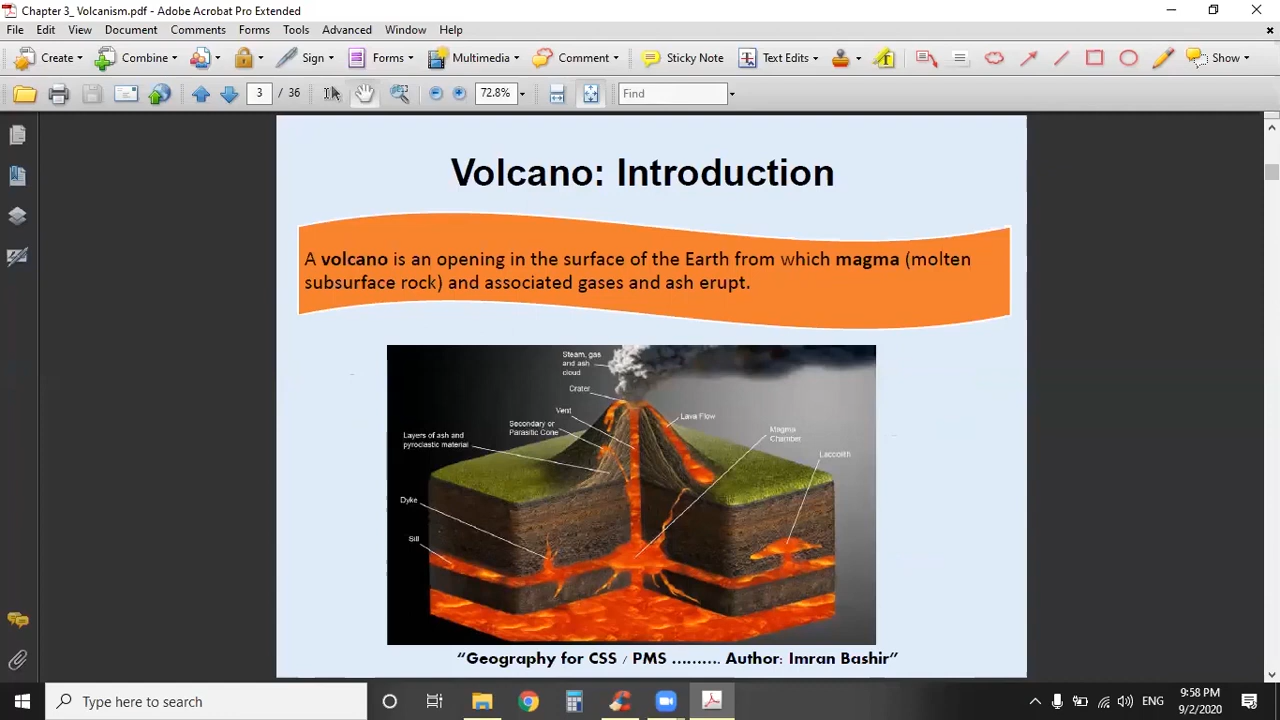 Chapter 3_ Volcanism.pdf - Adobe Acrobat Pro Extended
File Edit View Document Comments Forms Tools Advanced Window Help
Create Combine Sign Forms Multimedia Comment Sticky Note Text Edits Show
3 / 36 72.8% Find
Volcano: Introduction
A volcano is an opening in the surface of the Earth from which magma (molten
subsurface rock) and associated gases and ash erupt.
Steam, gas
and ash
cloud
Crater
Vent
Lava Flow
Secondary or
Parasitic Cone
Magma
Chamber
Layers of ash and
pyroclastic material
Laccolith
Dyke
Sill
"Geography for CSS / PMS ......... Author: Imran Bashir"
Type here to search
ENG
9:58 PM
9/2/2020